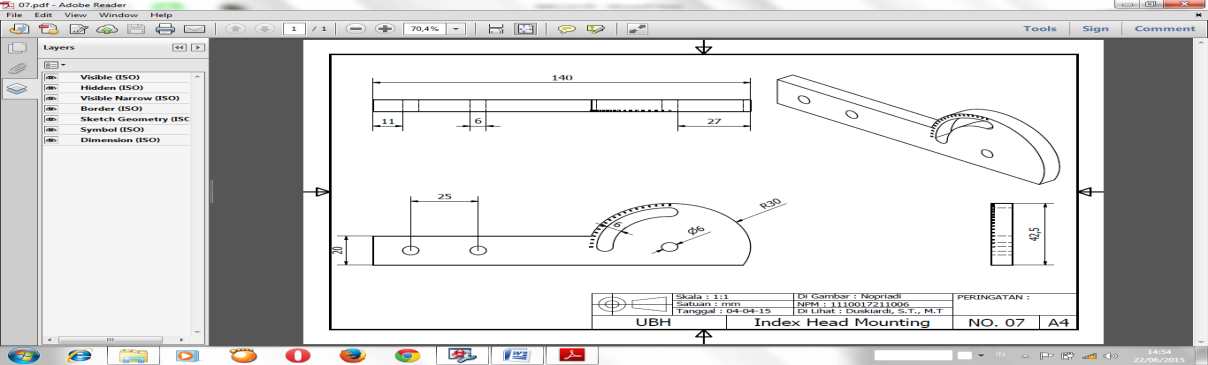 07.pdf - Adobe Reader
File Edit View Window Help
1 / 1 70,4% Tools Sign Comment
Layers
Visible (ISO)
Hidden (ISO)
Visible Narrow (ISO)
Border (ISO)
Sketch Geometry (ISC
Symbol (ISO)
Dimension (ISO)
140
11 6 27
25
R30
6
Ø6
20
42,5
Skala : 1:1 Di Gambar : Nopriadi PERINGATAN :
Satuan : mm NPM : 1110017211006
Tanggal : 04-04-15 Di Lihat : Duskiardi, S.T., M.T
UBH Index Head Mounting NO. 07 A4
IN 14:54
22/06/2015